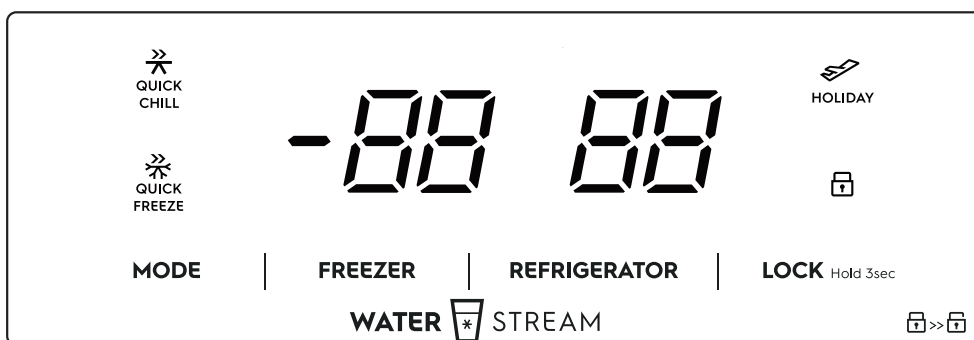 QUICK
CHILL
-88 88
HOLIDAY
QUICK
FREEZE
MODE FREEZER REFRIGERATOR LOCK Hold 3sec
WATER STREAM
>>